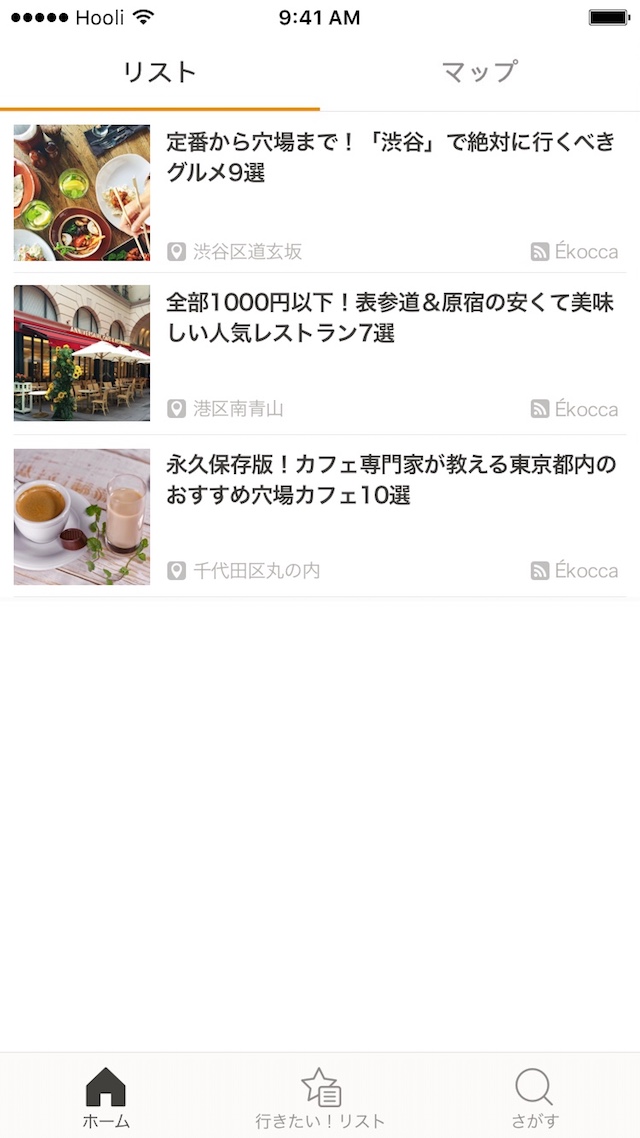 Hooli 9:41 AM
リスト マップ
定番から穴場まで！「渋谷」で絶対に行くべき
グルメ9選
渋谷区道玄坂 Ékocca
全部1000円以下！表参道＆原宿の安くて美味
しい人気レストラン7選
港区南青山 Ékocca
永久保存版！カフェ専門家が教える東京都内の
おすすめ穴場カフェ10選
千代田区丸の内 Ékocca
ホーム 行きたい！リスト さがす